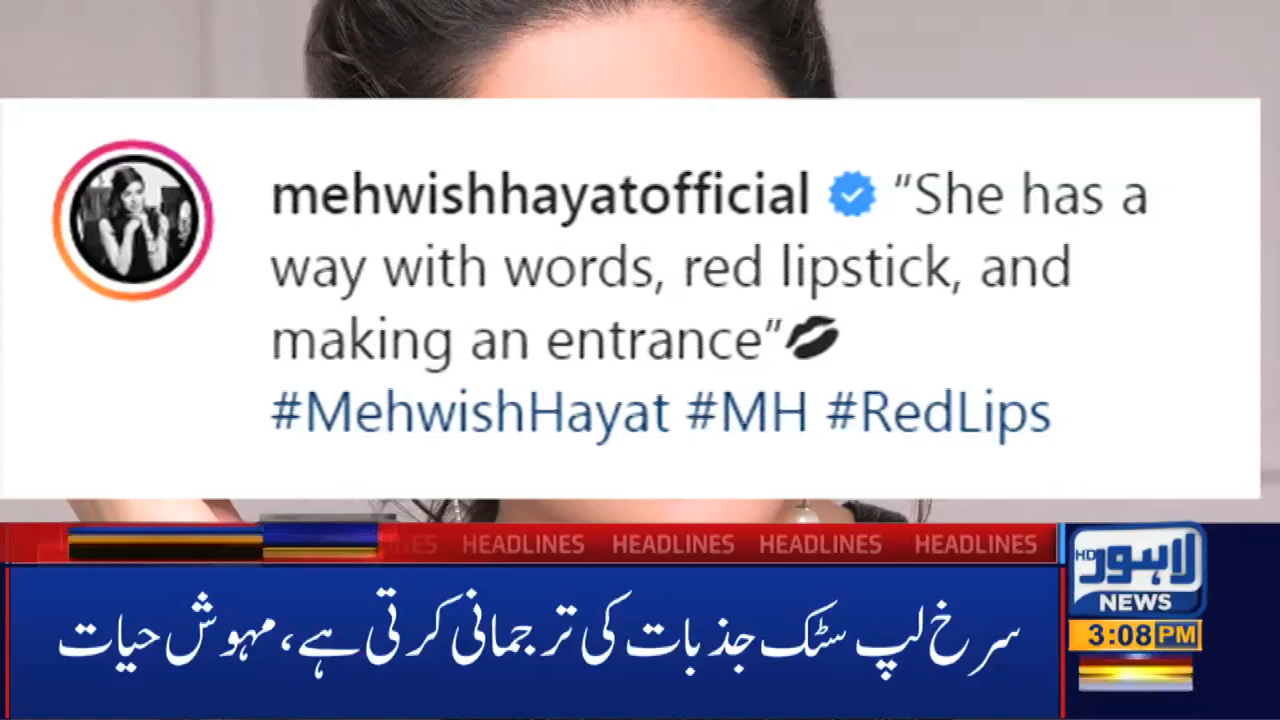 mehwishhayatofficial "She has a
way with words, red lipstick, and
making an entrance"💋
#MehwishHayat #MH #RedLips
HEADLINES HEADLINES HEADLINES HEADLINES
HD لاہور
NEWS
3:08 PM
سرخ لپ سٹک جذبات کی ترجمانی کرتی ہے، مہوش حیات